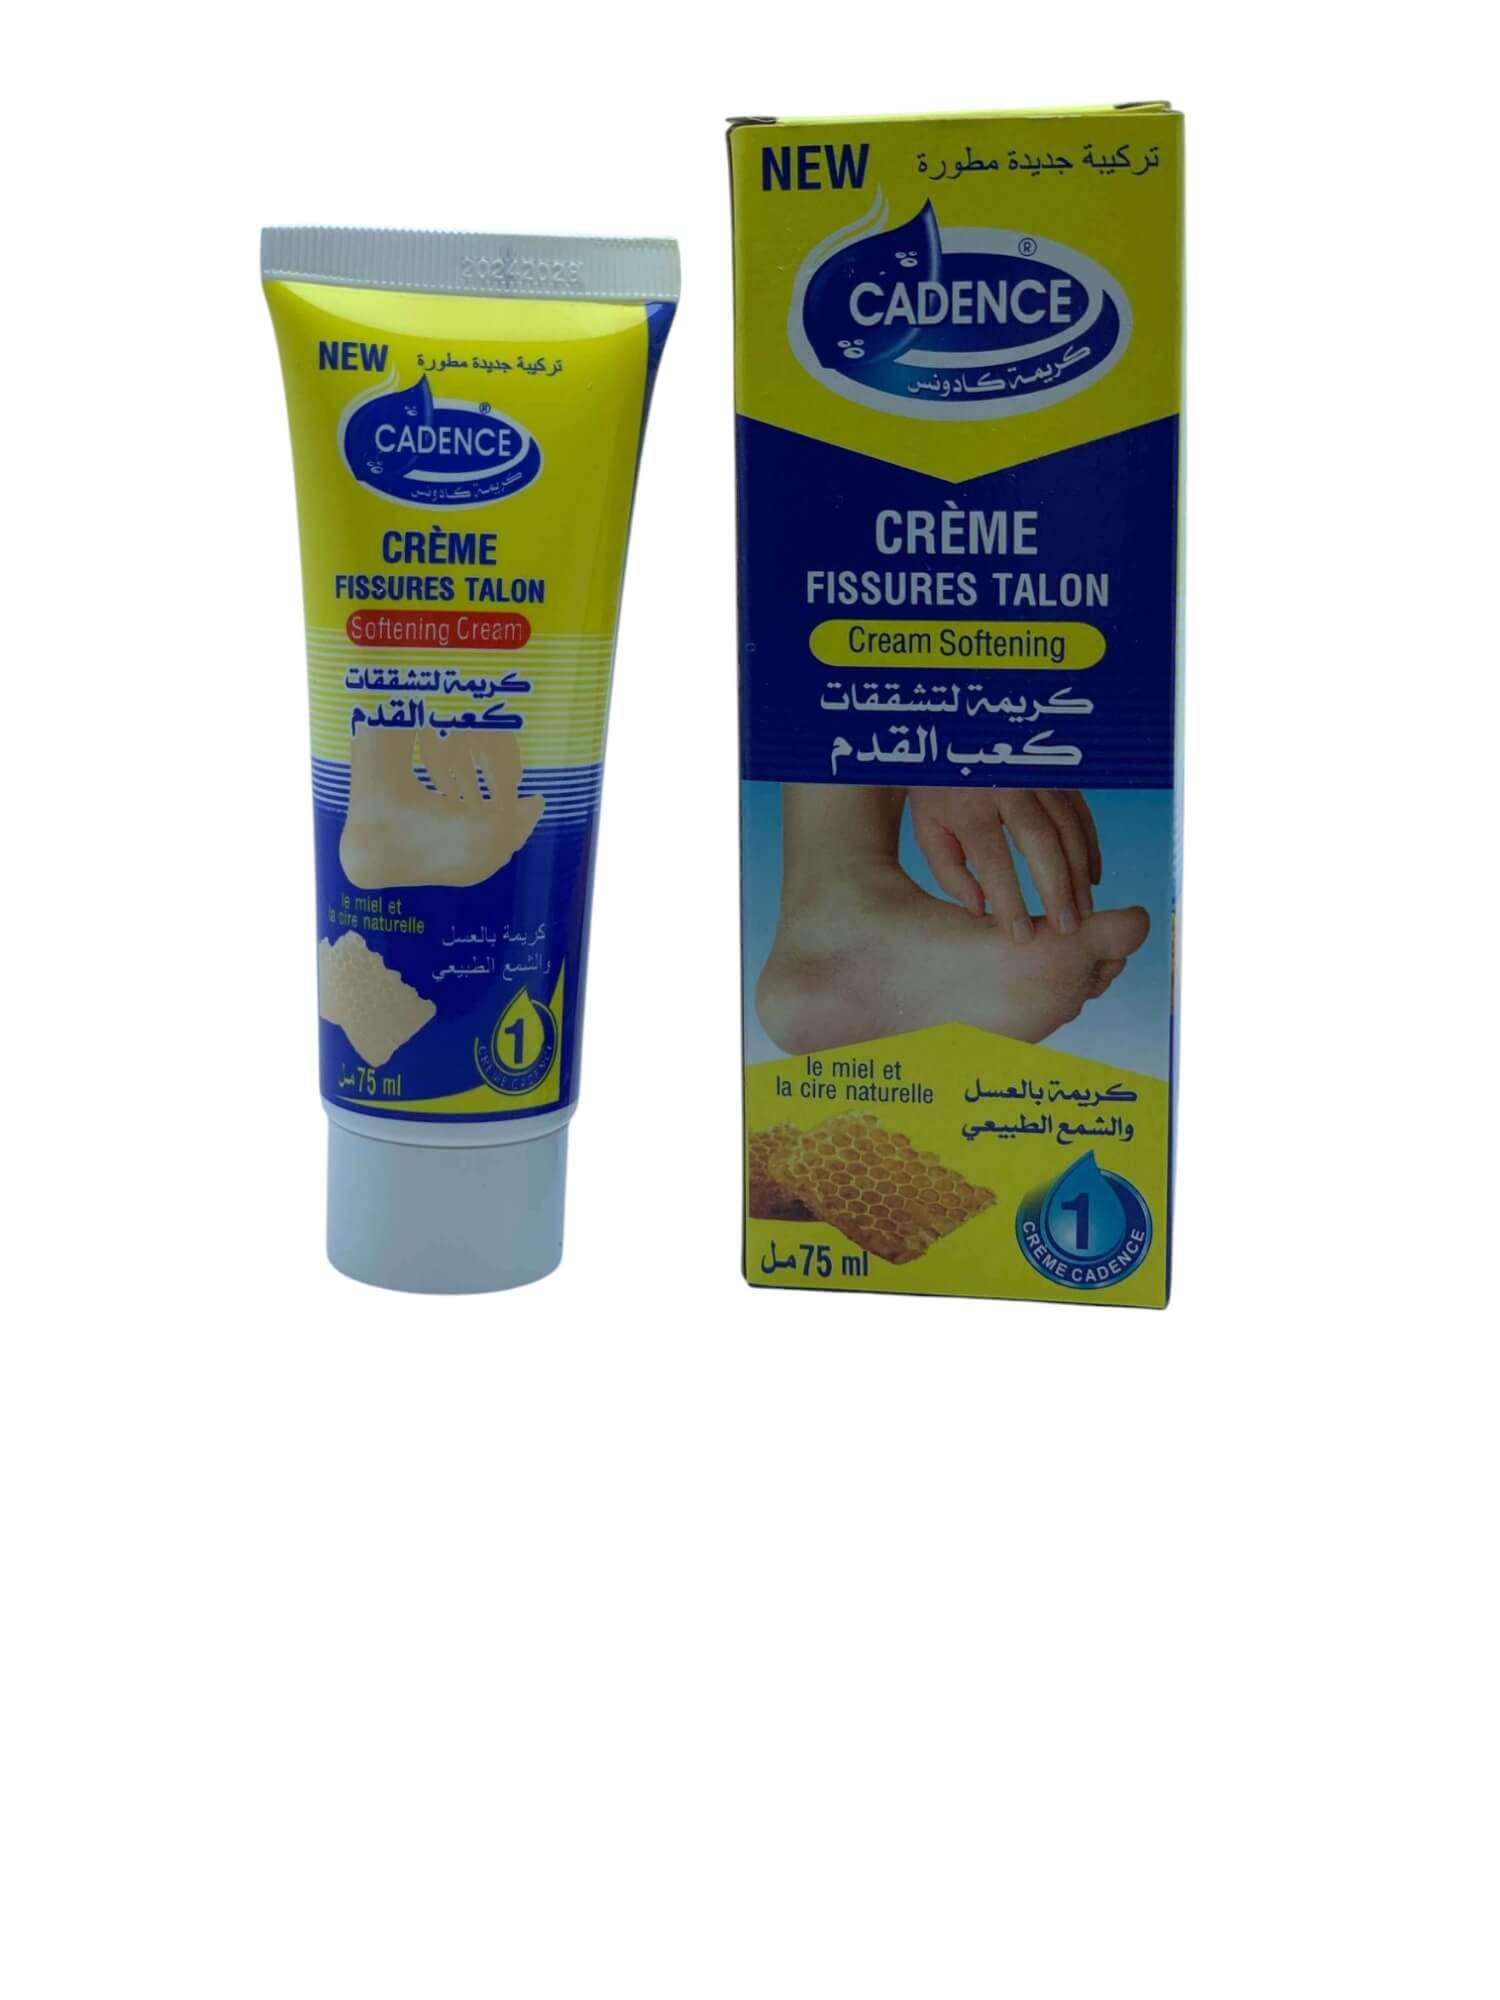 20242028
NEW تركيبة جديدة مطورة
®
CADENCE
كريمة كادونس
CRÈME
FISSURES TALON
Softening Cream
كريمة لتشققات
كعب القدم
le miel et
la cire naturelle
كريمة بالعسل
والشمع الطبيعي
1
CRÈME CADENCE
75 ml مل
NEW تركيبة جديدة مطورة
®
CADENCE
كريمة كادونس
CRÈME
FISSURES TALON
Cream Softening
كريمة لتشققات
كعب القدم
le miel et
la cire naturelle
كريمة بالعسل
والشمع الطبيعي
1
CRÈME CADENCE
75 ml مل